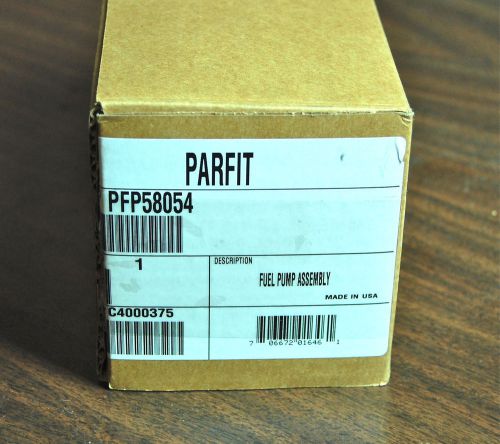 PARFIT
PFP58054
1
DESCRIPTION
FUEL PUMP ASSEMBLY
MADE IN USA
C4000375
7 06672 01646 1